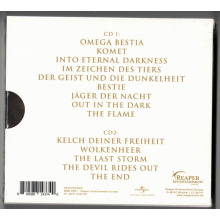 CD 1:
OMEGA BESTIA
KOMET
INTO ETERNAL DARKNESS
IM ZEICHEN DES TIERS
DER GEIST UND DIE DUNKELHEIT
BESTIE
JÄGER DER NACHT
OUT IN THE DARK
THE FLAME
CD2:
KELCH DEINER FREIHEIT
WOLKENHEER
THE LAST STORM
THE DEVIL RIDES OUT
THE END
REAPER
ENTERTAINMENT